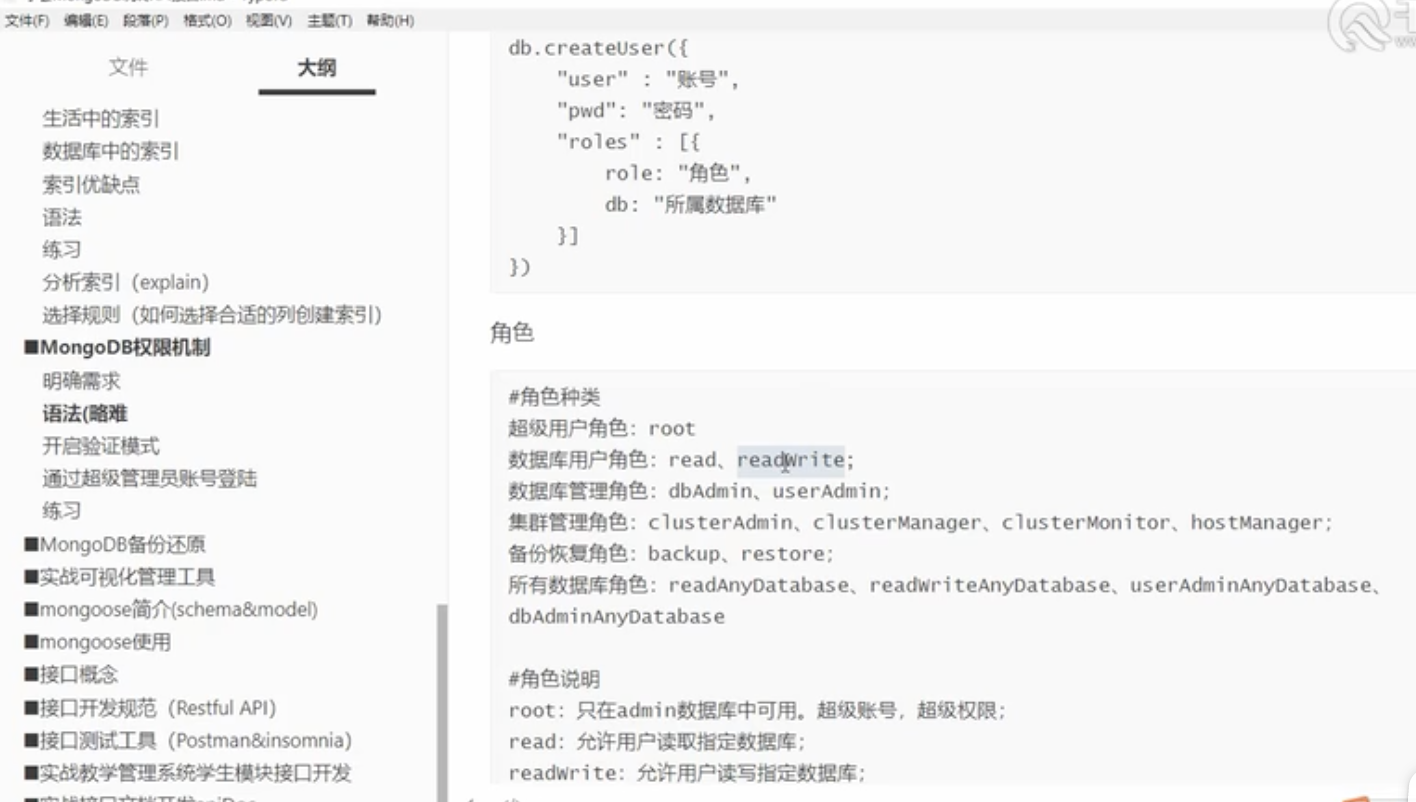 文件(F) 编辑(E) 段落(P) 格式(O) 视图(V) 主题(T) 帮助(H)
文件 大纲
生活中的索引
数据库中的索引
索引优缺点
语法
练习
分析索引（explain）
选择规则（如何选择合适的列创建索引）
■MongoDB权限机制
明确需求
语法(略难
开启验证模式
通过超级管理员账号登陆
练习
■MongoDB备份还原
■实战可视化管理工具
■mongoose简介(schema&model)
■mongoose使用
■接口概念
■接口开发规范（Restful API）
■接口测试工具（Postman&insomnia）
■实战教学管理系统学生模块接口开发
db.createUser({
"user" : "账号",
"pwd": "密码",
"roles" : [{
role: "角色",
db: "所属数据库"
}]
})
角色
#角色种类
超级用户角色：root
数据库用户角色：read、readWrite;
数据库管理角色：dbAdmin、userAdmin;
集群管理角色：clusterAdmin、clusterManager、clusterMonitor、hostManager;
备份恢复角色：backup、restore;
所有数据库角色：readAnyDatabase、readWriteAnyDatabase、userAdminAnyDatabase、
dbAdminAnyDatabase
#角色说明
root：只在admin数据库中可用。超级账号，超级权限;
read：允许用户读取指定数据库;
readWrite：允许用户读写指定数据库;